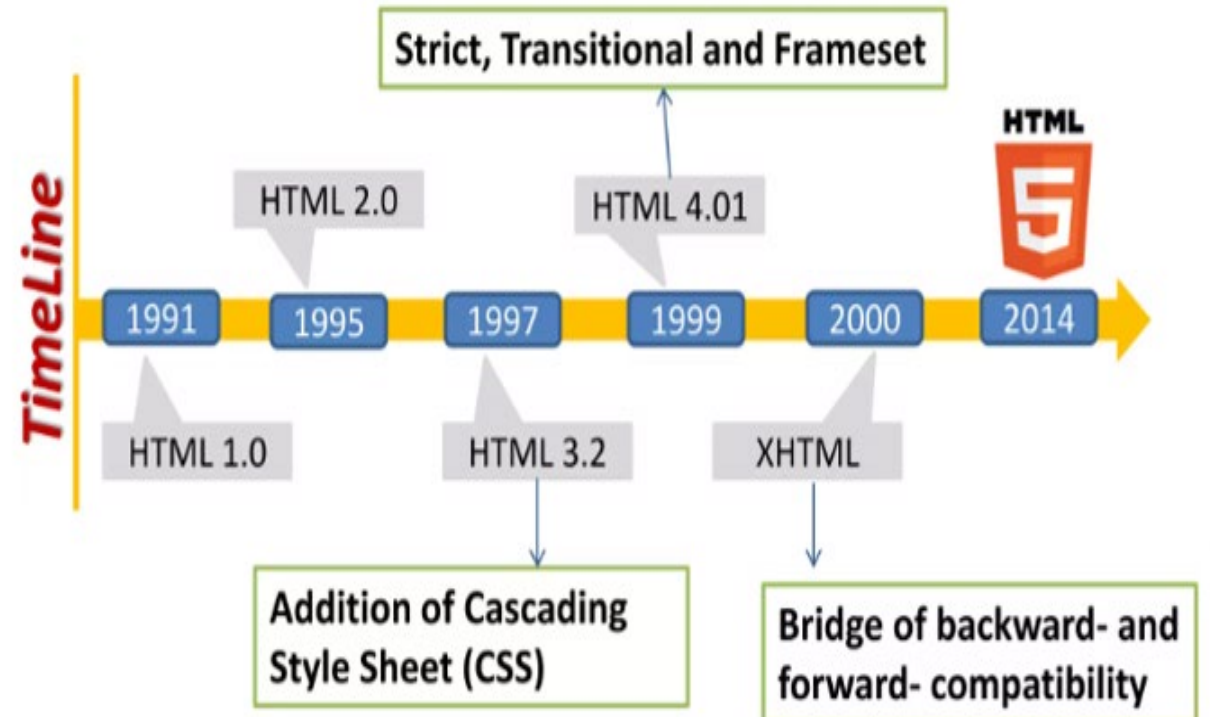 Strict, Transitional and Frameset
HTML
5
TimeLine
HTML 2.0
HTML 4.01
1991
1995
1997
1999
2000
2014
HTML 1.0
HTML 3.2
XHTML
Addition of Cascading
Style Sheet (CSS)
Bridge of backward- and
forward- compatibility